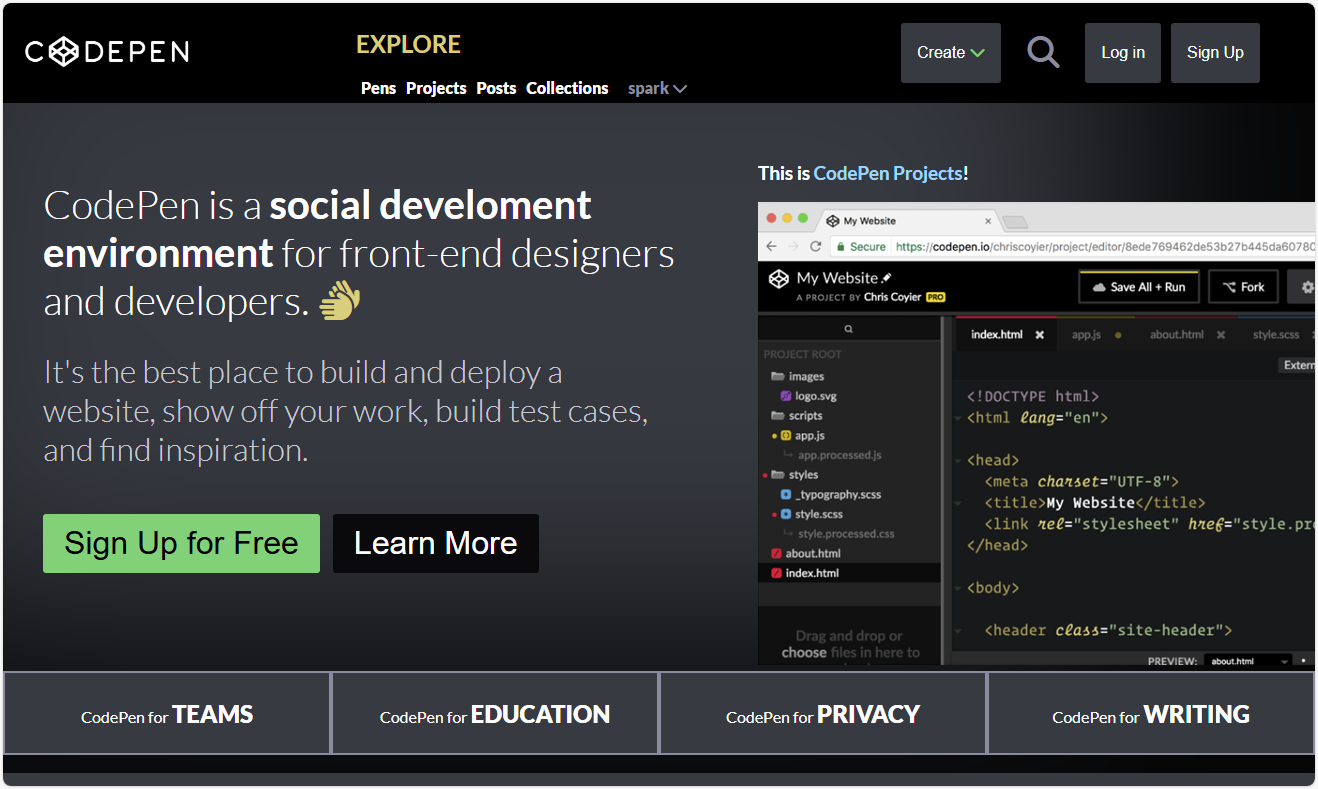 CODEPEN
EXPLORE
Pens Projects Posts Collections spark
Create
Log in
Sign Up
CodePen is a social develoment
environment for front-end designers
and developers.
It's the best place to build and deploy a
website, show off your work, build test cases,
and find inspiration.
Sign Up for Free
Learn More
This is CodePen Projects!
My Website
Secure https://codepen.io/chriscoyier/project/editor/8ede769462de53b27b445da60780
My Website
A PROJECT BY Chris Coyier PRO
Save All + Run
Fork
PROJECT ROOT
images
logo.svg
scripts
app.js
app.processed.js
styles
_typography.scss
style.scss
style.processed.css
about.html
index.html
Drag and drop or
choose files in here to
index.html app.js about.html style.scss
Extern
<!DOCTYPE html>
<html lang="en">
<head>
<meta charset="UTF-8">
<title>My Website</title>
<link rel="stylesheet" href="style.pro
</head>
<body>
<header class="site-header">
PREVIEW: about.html
CodePen for TEAMS
CodePen for EDUCATION
CodePen for PRIVACY
CodePen for WRITING